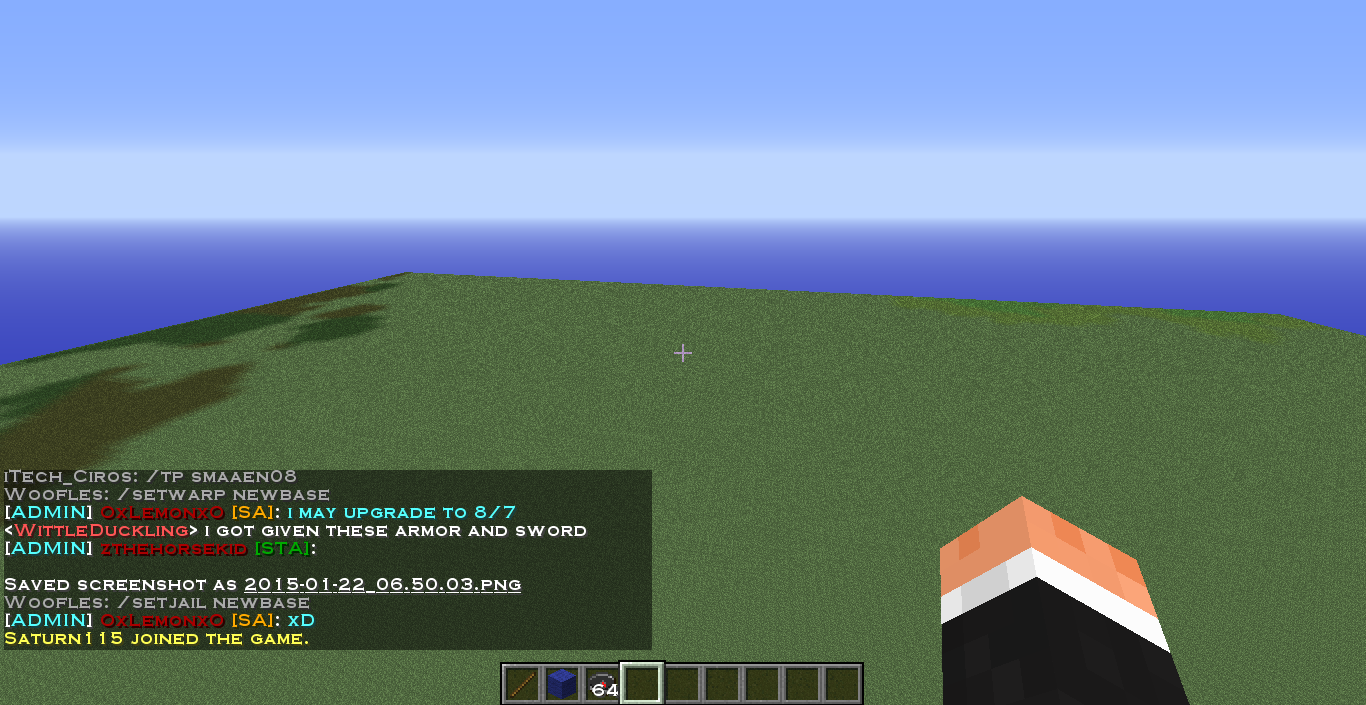 iTech_Ciros: /tp smaaen08
Woofles: /setwarp newbase
[ADMIN] 0xLemonx0 [SA]: i may upgrade to 8/7
<WittleDuckling> i got given these armor and sword
[ADMIN] zthehorsekid [STA]:
Saved screenshot as 2015-01-22_06.50.03.png
Woofles: /setjail newbase
[ADMIN] 0xLemonx0 [SA]: xD
Saturn115 joined the game.
64